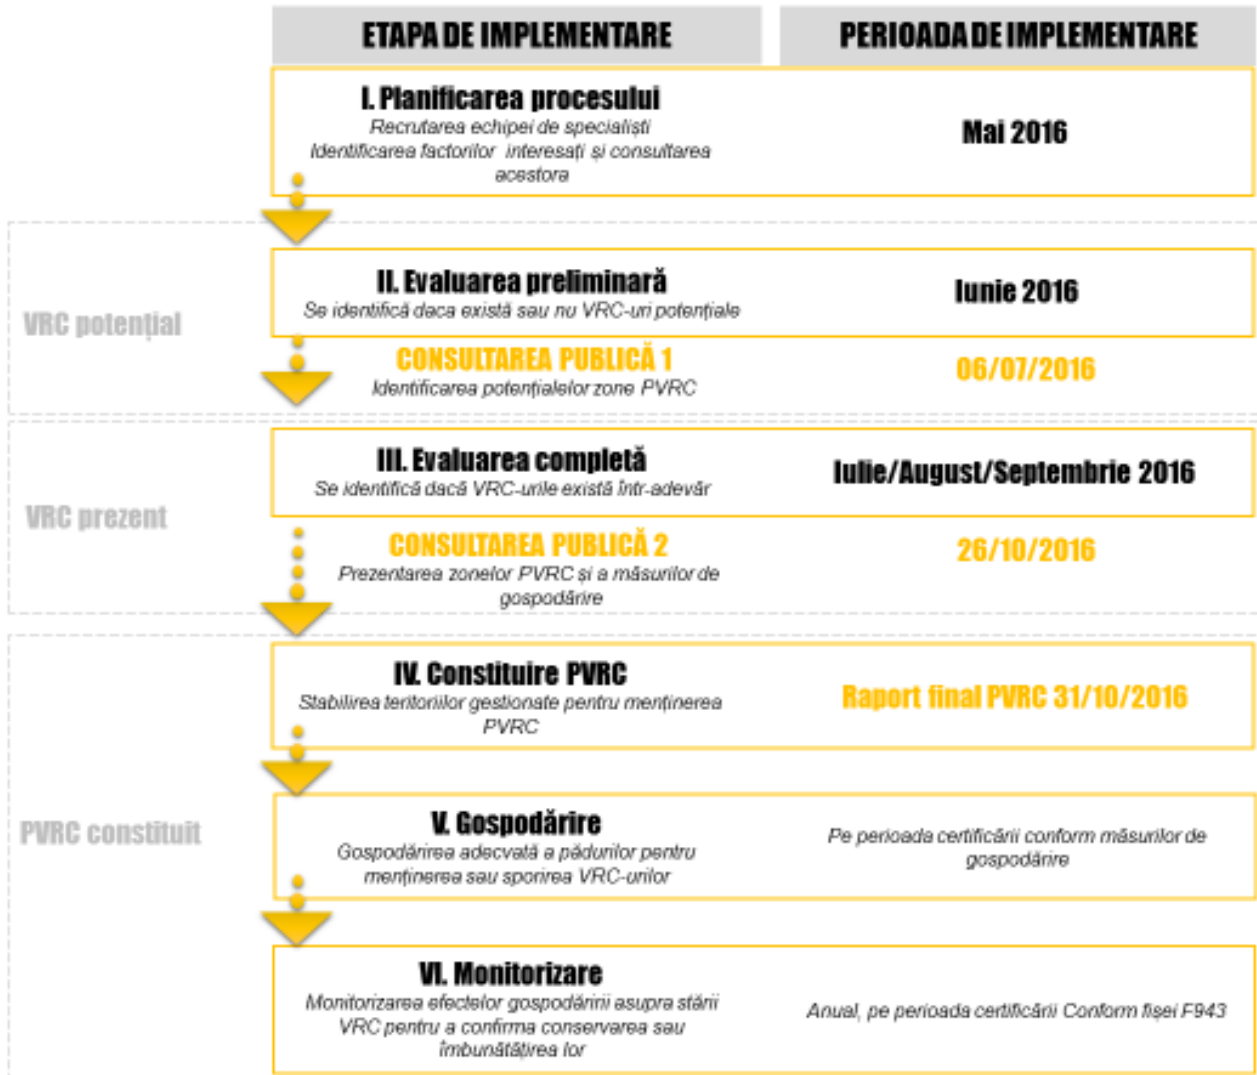 ETAPA DE IMPLEMENTARE
PERIOADA DE IMPLEMENTARE
I. Planificarea procesului
Recrutarea echipei de specialiști
Identificarea factorilor interesați și consultarea
acestora
Mai 2016
VRC potențial
II. Evaluarea preliminară
Se identifică daca există sau nu VRC-uri potențiale
Iunie 2016
CONSULTAREA PUBLICĂ 1
Identificarea potențialelor zone PVRC
06/07/2016
VRC prezent
III. Evaluarea completă
Se identifică dacă VRC-urile există într-adevăr
Iulie/August/Septembrie 2016
CONSULTAREA PUBLICĂ 2
Prezentarea zonelor PVRC și a măsurilor de
gospodărire
26/10/2016
PVRC constituit
IV. Constituire PVRC
Stabilirea teritoriilor gestionate pentru menținerea
PVRC
Raport final PVRC 31/10/2016
V. Gospodărire
Gospodărirea adecvată a pădurilor pentru
menținerea sau sporirea VRC-urilor
Pe perioada certificării conform măsurilor de
gospodărire
VI. Monitorizare
Monitorizarea efectelor gospodăririi asupra stării
VRC pentru a confirma conservarea sau
îmbunătățirea lor
Anual, pe perioada certificării Conform fișei F943